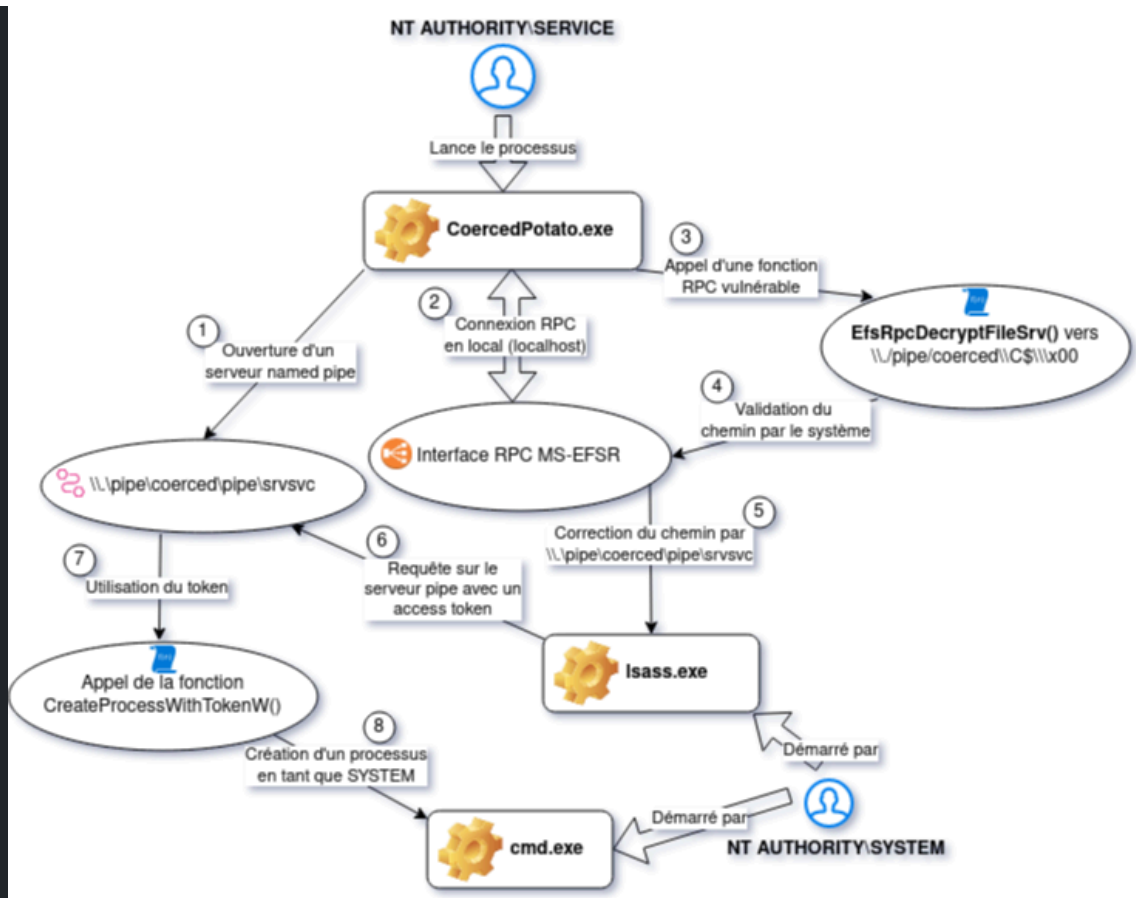 NT AUTHORITY\SERVICE
Lance le processus
CoercedPotato.exe
3
Appel d'une fonction
RPC vulnérable
2
Connexion RPC
en local (localhost)
1
Ouverture d'un
serveur named pipe
EfsRpcDecryptFileSrv() vers
\\./pipe/coerced\\C$\\\x00
4
Validation du
chemin par le système
Interface RPC MS-EFSR
\\.\pipe\coerced\pipe\srvsvc
5
Correction du chemin par
\\.\pipe\coerced\pipe\srvsvc
6
Requête sur le
serveur pipe avec un
access token
7
Utilisation du token
lsass.exe
Appel de la fonction
CreateProcessWithTokenW()
8
Création d'un processus
en tant que SYSTEM
Démarré par
Démarré par
cmd.exe
NT AUTHORITY\SYSTEM